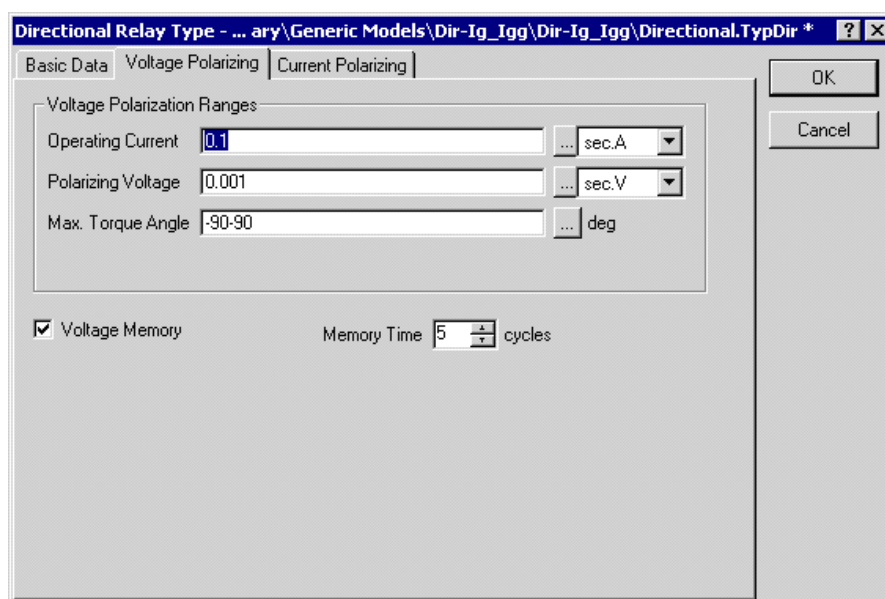 Directional Relay Type - ... ary\Generic Models\Dir-Ig_Igg\Dir-Ig_Igg\Directional.TypDir *
Basic Data Voltage Polarizing Current Polarizing
OK
Cancel
Voltage Polarization Ranges
Operating Current 0.1 ... sec.A
Polarizing Voltage 0.001 ... sec.V
Max. Torque Angle -90-90 ... deg
Voltage Memory Memory Time 5 cycles